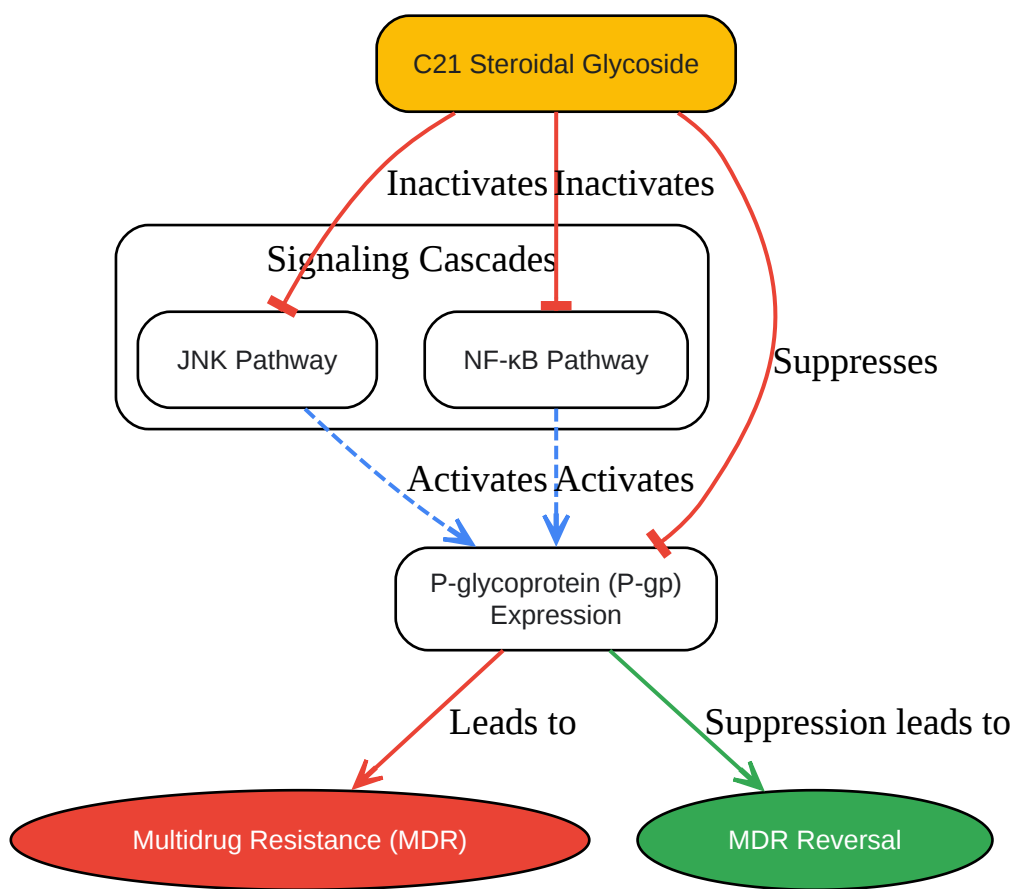 C21 Steroidal Glycoside
Inactivates
Inactivates
Signaling Cascades
JNK Pathway
NF-κB Pathway
Suppresses
Activates
Activates
P-glycoprotein (P-gp)
Expression
Leads to
Suppression leads to
Multidrug Resistance (MDR)
MDR Reversal